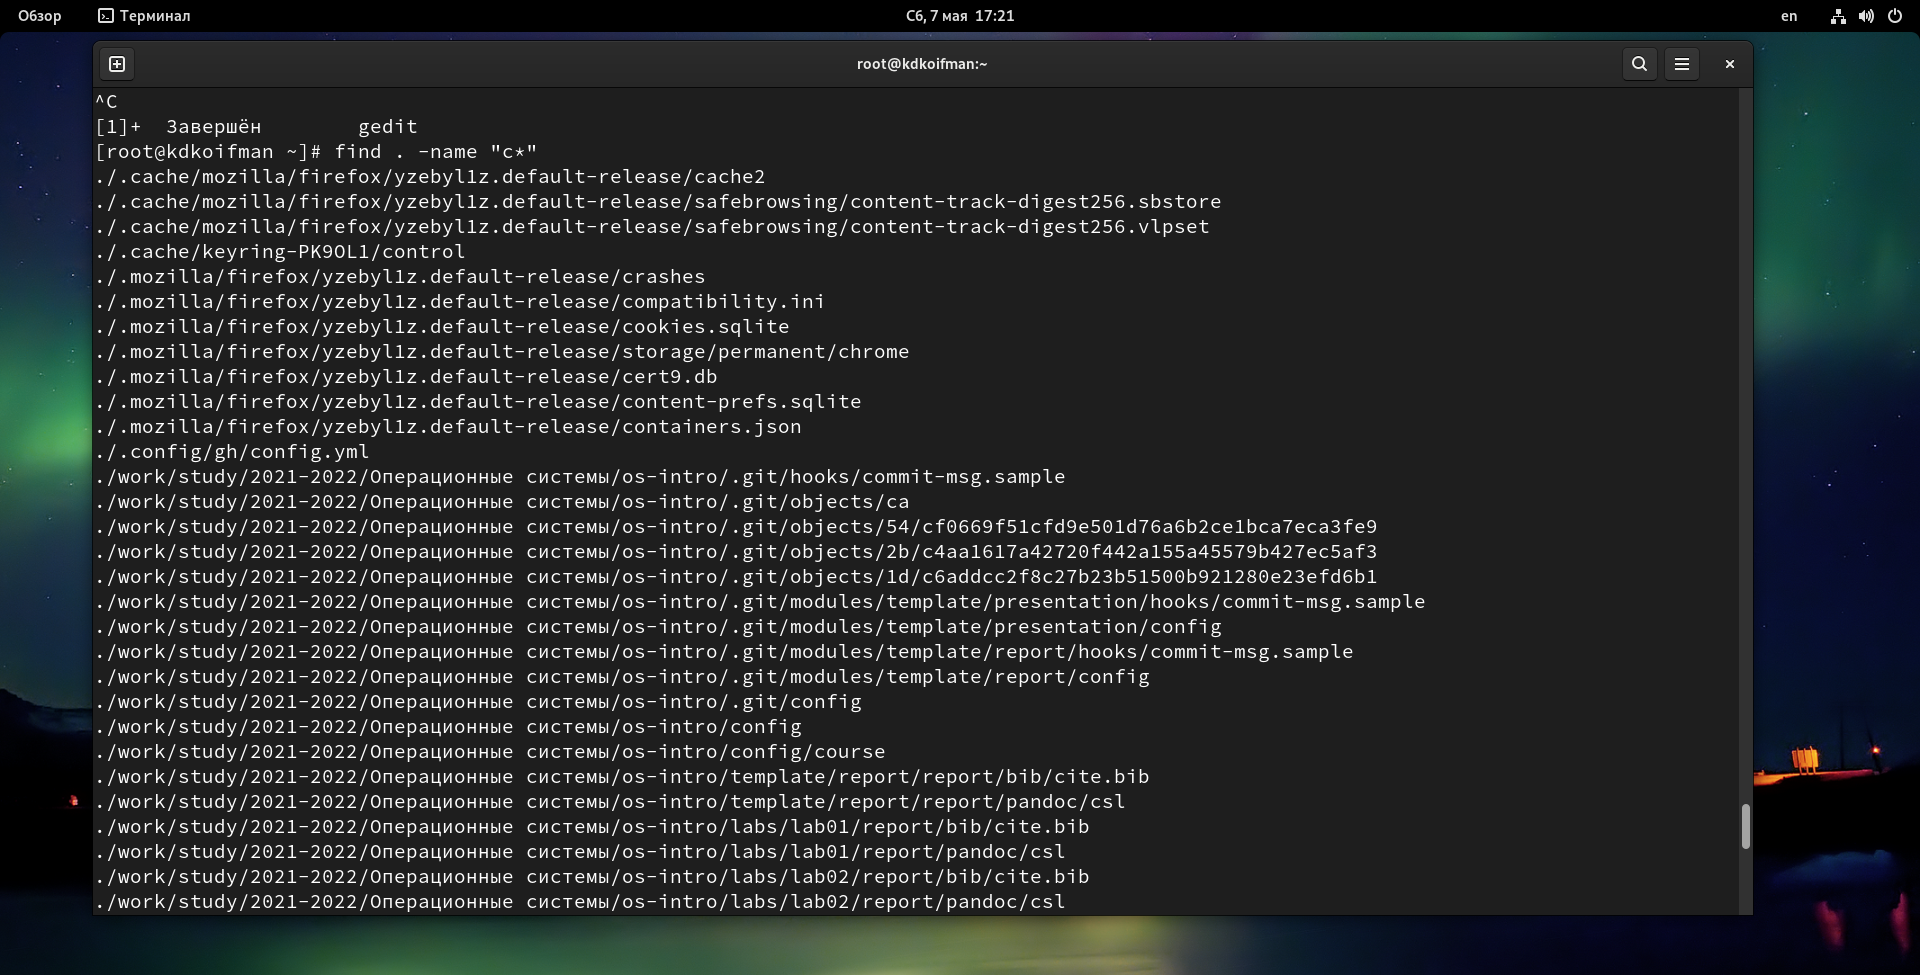 Обзор
Терминал
Сб, 7 мая 17:21
en
root@kdkoifman:~
^C
[1]+  Завершён        gedit
[root@kdkoifman ~]# find . -name "c*"
./.cache/mozilla/firefox/yzebyl1z.default-release/cache2
./.cache/mozilla/firefox/yzebyl1z.default-release/safebrowsing/content-track-digest256.sbstore
./.cache/mozilla/firefox/yzebyl1z.default-release/safebrowsing/content-track-digest256.vlpset
./.cache/keyring-PK9OL1/control
./.mozilla/firefox/yzebyl1z.default-release/crashes
./.mozilla/firefox/yzebyl1z.default-release/compatibility.ini
./.mozilla/firefox/yzebyl1z.default-release/cookies.sqlite
./.mozilla/firefox/yzebyl1z.default-release/storage/permanent/chrome
./.mozilla/firefox/yzebyl1z.default-release/cert9.db
./.mozilla/firefox/yzebyl1z.default-release/content-prefs.sqlite
./.mozilla/firefox/yzebyl1z.default-release/containers.json
./.config/gh/config.yml
./work/study/2021-2022/Операционные системы/os-intro/.git/hooks/commit-msg.sample
./work/study/2021-2022/Операционные системы/os-intro/.git/objects/ca
./work/study/2021-2022/Операционные системы/os-intro/.git/objects/54/cf0669f51cfd9e501d76a6b2ce1bca7eca3fe9
./work/study/2021-2022/Операционные системы/os-intro/.git/objects/2b/c4aa1617a42720f442a155a45579b427ec5af3
./work/study/2021-2022/Операционные системы/os-intro/.git/objects/1d/c6addcc2f8c27b23b51500b921280e23efd6b1
./work/study/2021-2022/Операционные системы/os-intro/.git/modules/template/presentation/hooks/commit-msg.sample
./work/study/2021-2022/Операционные системы/os-intro/.git/modules/template/presentation/config
./work/study/2021-2022/Операционные системы/os-intro/.git/modules/template/report/hooks/commit-msg.sample
./work/study/2021-2022/Операционные системы/os-intro/.git/modules/template/report/config
./work/study/2021-2022/Операционные системы/os-intro/.git/config
./work/study/2021-2022/Операционные системы/os-intro/config
./work/study/2021-2022/Операционные системы/os-intro/config/course
./work/study/2021-2022/Операционные системы/os-intro/template/report/report/bib/cite.bib
./work/study/2021-2022/Операционные системы/os-intro/template/report/report/pandoc/csl
./work/study/2021-2022/Операционные системы/os-intro/labs/lab01/report/bib/cite.bib
./work/study/2021-2022/Операционные системы/os-intro/labs/lab01/report/pandoc/csl
./work/study/2021-2022/Операционные системы/os-intro/labs/lab02/report/bib/cite.bib
./work/study/2021-2022/Операционные системы/os-intro/labs/lab02/report/pandoc/csl